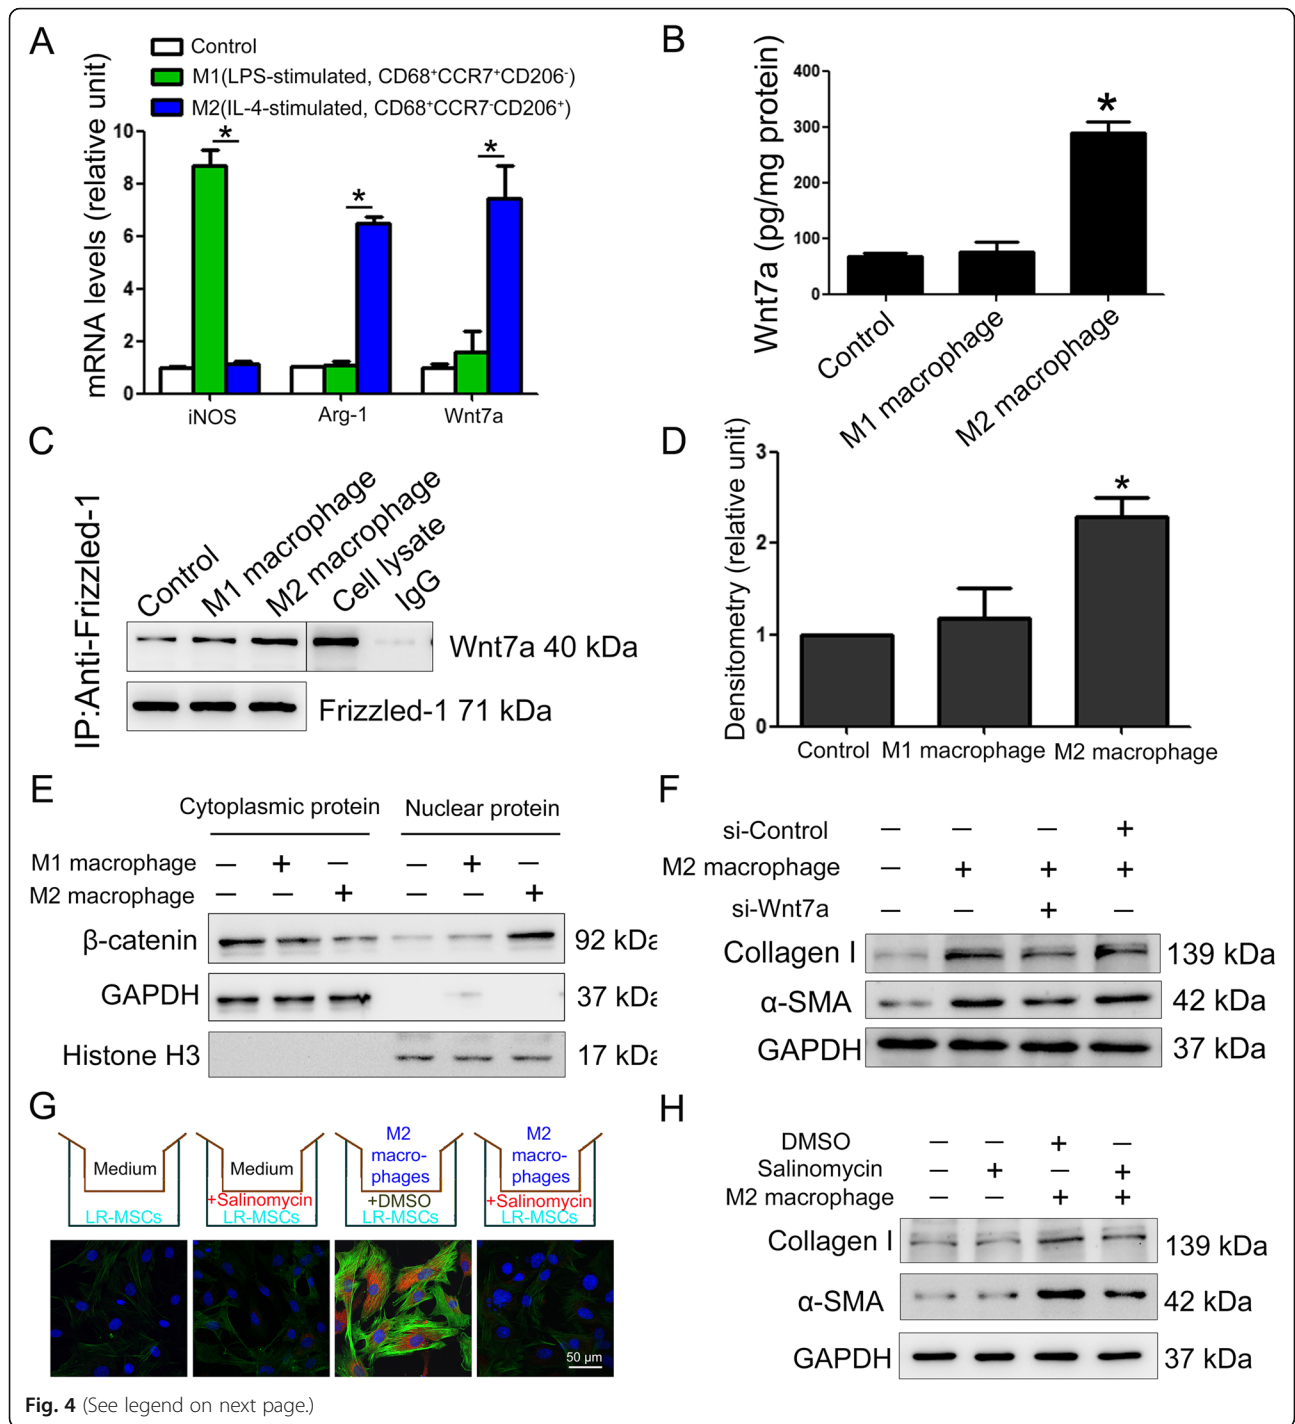 A
Control
M1(LPS-stimulated, CD68⁺CCR7⁺CD206⁻)
M2(IL-4-stimulated, CD68⁺CCR7⁻CD206⁺)
mRNA levels (relative unit)
10
8
6
4
2
0
*
*
*
iNOS Arg-1 Wnt7a
B
Wnt7a (pg/mg protein)
400
300
200
100
0
*
Control
M1 macrophage
M2 macrophage
C
IP:Anti-Frizzled-1
Control
M1 macrophage
M2 macrophage
Cell lysate
IgG
Wnt7a 40 kDa
Frizzled-1 71 kDa
D
Densitometry (relative unit)
3
2
1
0
*
Control M1 macrophage M2 macrophage
E
Cytoplasmic protein Nuclear protein
M1 macrophage — + — — + —
M2 macrophage — — + — — +
β-catenin 92 kDa
GAPDH 37 kDa
Histone H3 17 kDa
F
si-Control — — — +
M2 macrophage — + + +
si-Wnt7a — — + —
Collagen I 139 kDa
α-SMA 42 kDa
GAPDH 37 kDa
G
Medium
LR-MSCs
Medium
+Salinomycin
LR-MSCs
M2
macro-
phages
+DMSO
LR-MSCs
M2
macro-
phages
+Salinomycin
LR-MSCs
50 µm
H
DMSO — — + —
Salinomycin — + — +
M2 macrophage — — + +
Collagen I 139 kDa
α-SMA 42 kDa
GAPDH 37 kDa
Fig. 4 (See legend on next page.)